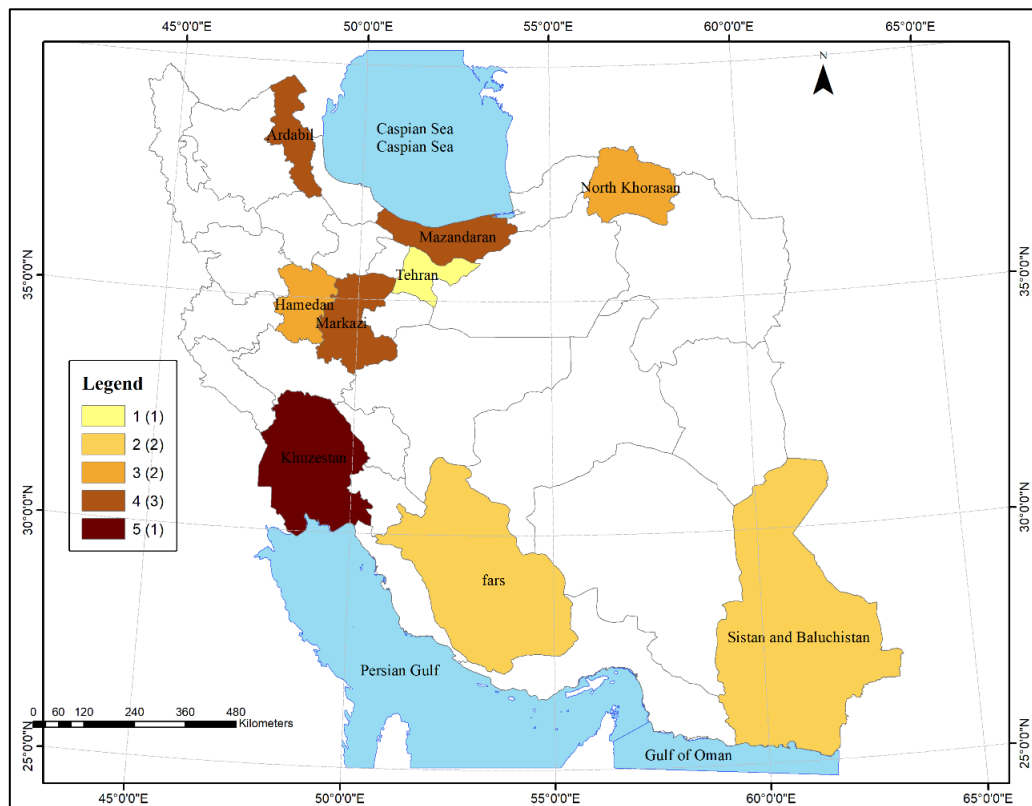 45°0'0"E 50°0'0"E 55°0'0"E 60°0'0"E 65°0'0"E
N
Caspian Sea
Caspian Sea
Ardabil
North Khorasan
Mazandaran
Tehran
35°0'0"N
35°0'0"N
Hamedan
Markazi
Legend
1 (1)
2 (2)
3 (2)
4 (3)
5 (1)
Khuzestan
30°0'0"N
30°0'0"N
fars
Sistan and Baluchistan
Persian Gulf
0 60 120 240 360 480
Kilometers
25°0'0"N
25°0'0"N
Gulf of Oman
45°0'0"E 50°0'0"E 55°0'0"E 60°0'0"E 65°0'0"E